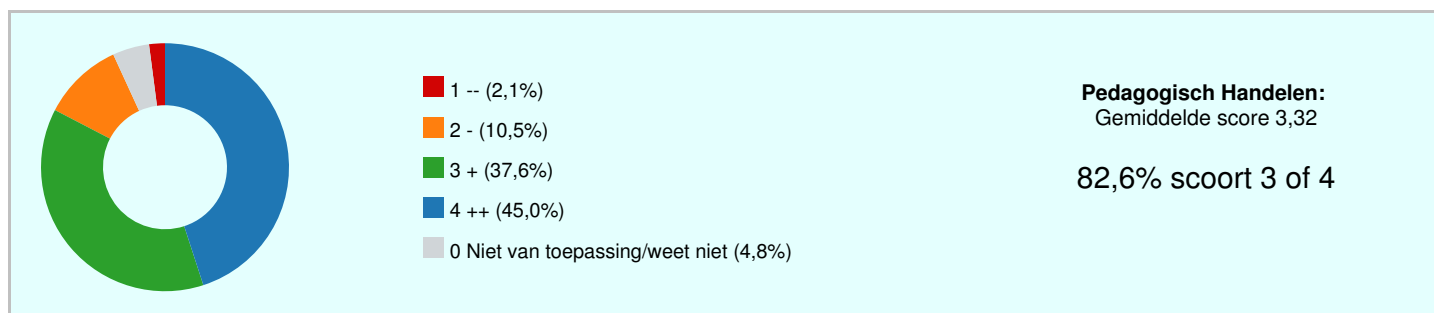 1 -- (2,1%)
2 - (10,5%)
3 + (37,6%)
4 ++ (45,0%)
0 Niet van toepassing/weet niet (4,8%)
Pedagogisch Handelen:
Gemiddelde score 3,32
82,6% scoort 3 of 4